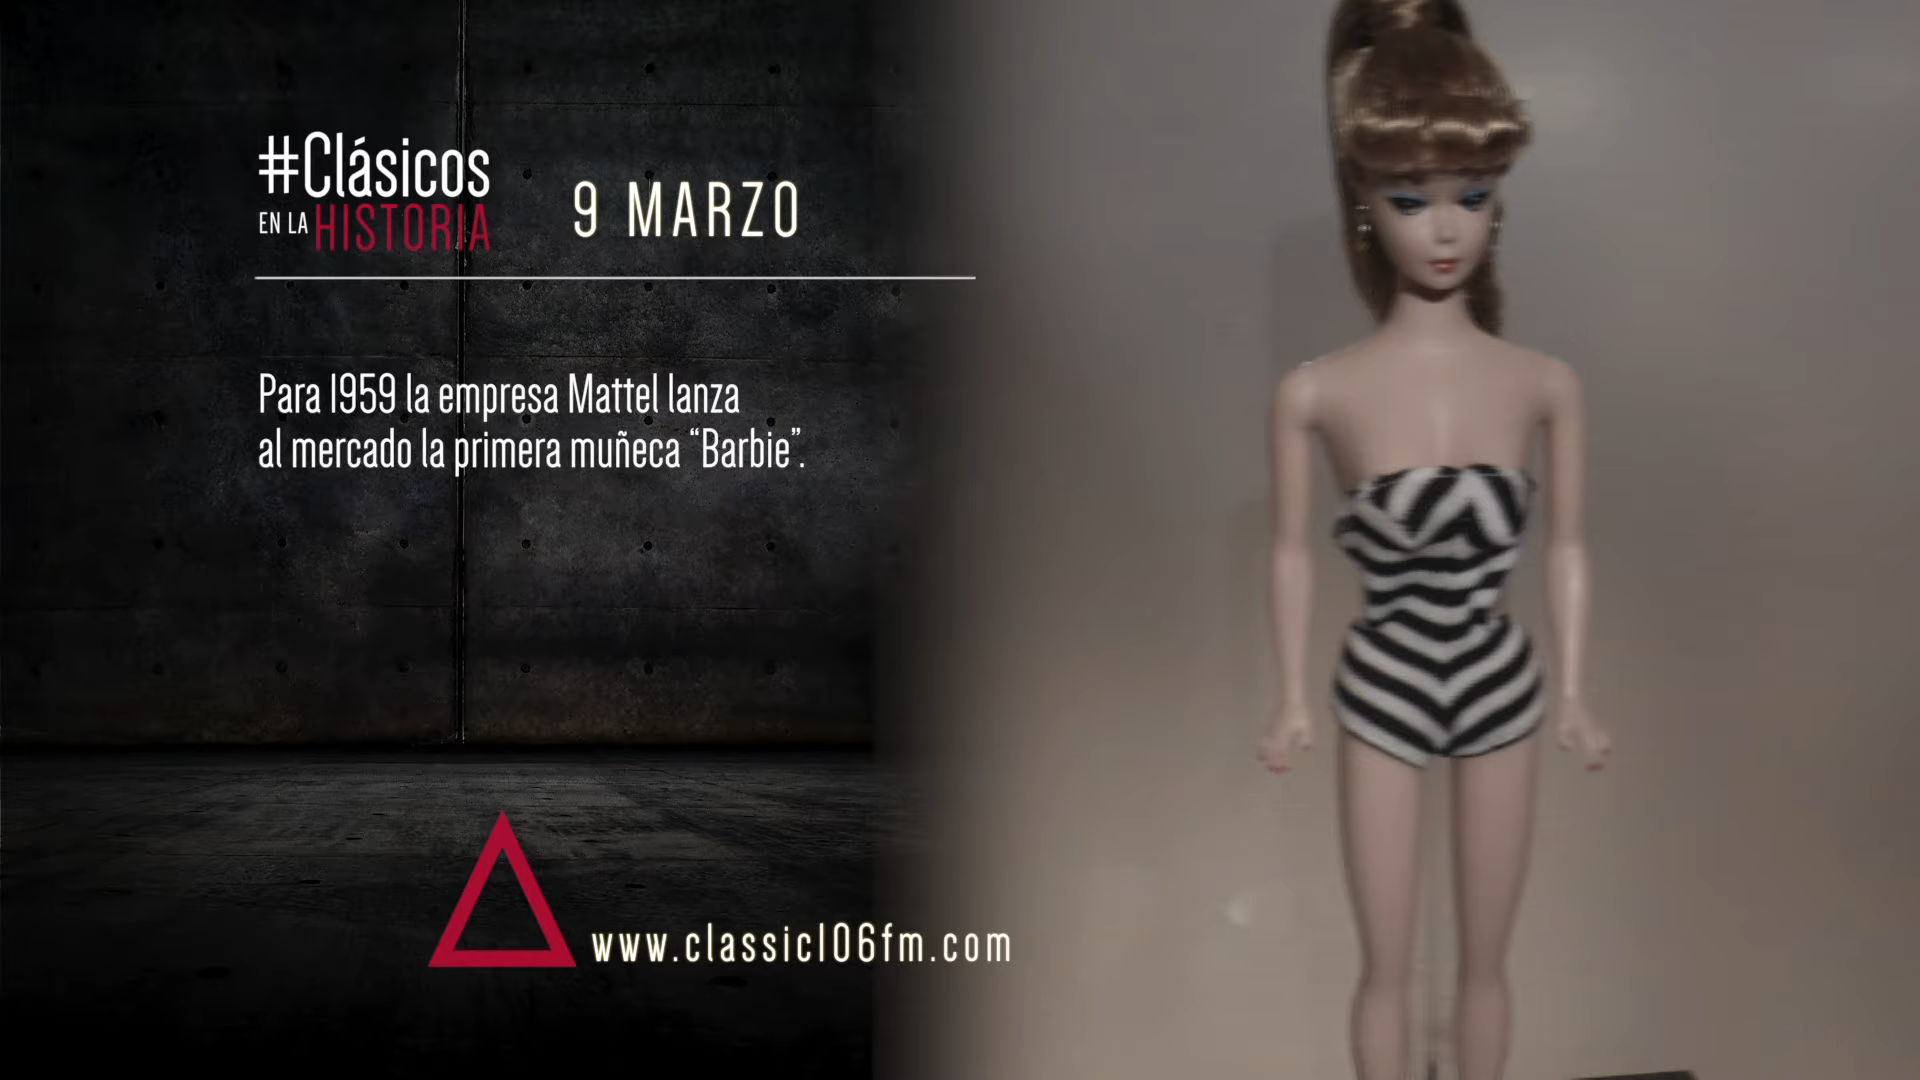 #Clásicos
EN LA HISTORIA
9 MARZO
Para 1959 la empresa Mattel lanza
al mercado la primera muñeca “Barbie”.
www.classic106fm.com